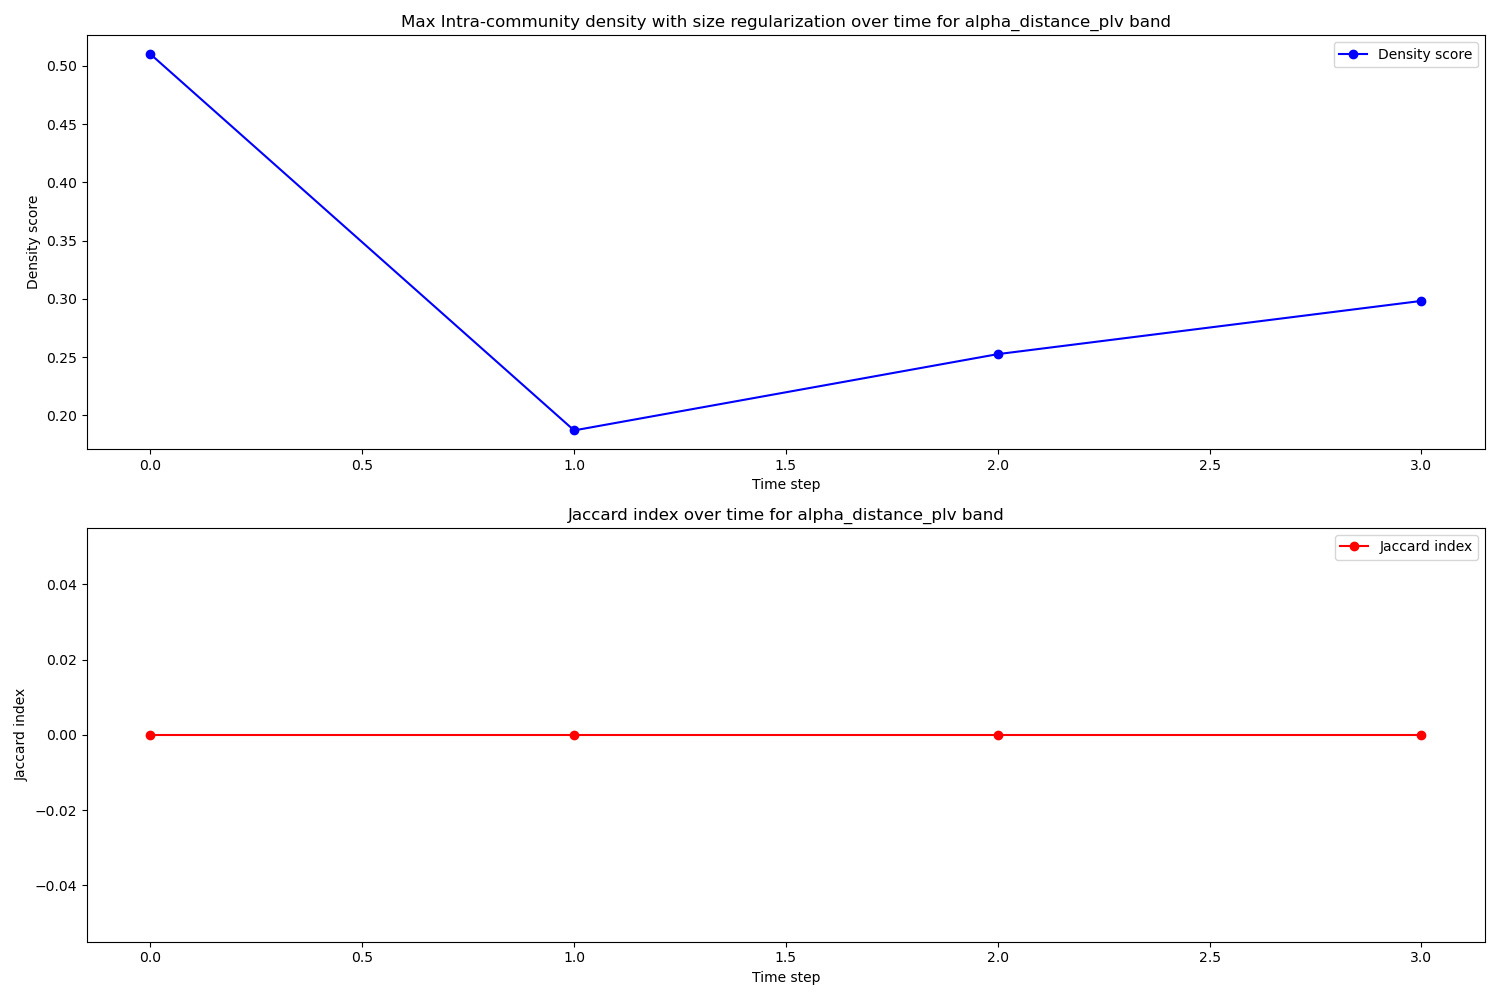 Max Intra-community density with size regularization over time for alpha_distance_plv band
Density score
0.50
0.45
0.40
0.35
0.30
0.25
0.20
Density score
0.0 0.5 1.0 1.5 2.0 2.5 3.0
Time step
Jaccard index over time for alpha_distance_plv band
Jaccard index
0.04
0.02
0.00
−0.02
−0.04
Jaccard index
0.0 0.5 1.0 1.5 2.0 2.5 3.0
Time step